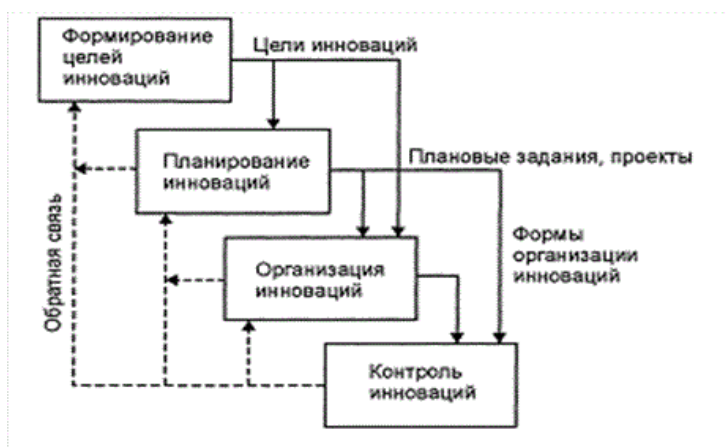 Формирование
целей
инноваций
Цели инноваций
Планирование
инноваций
Плановые задания, проекты
Организация
инноваций
Формы
организации
инноваций
Контроль
инноваций
Обратная связь